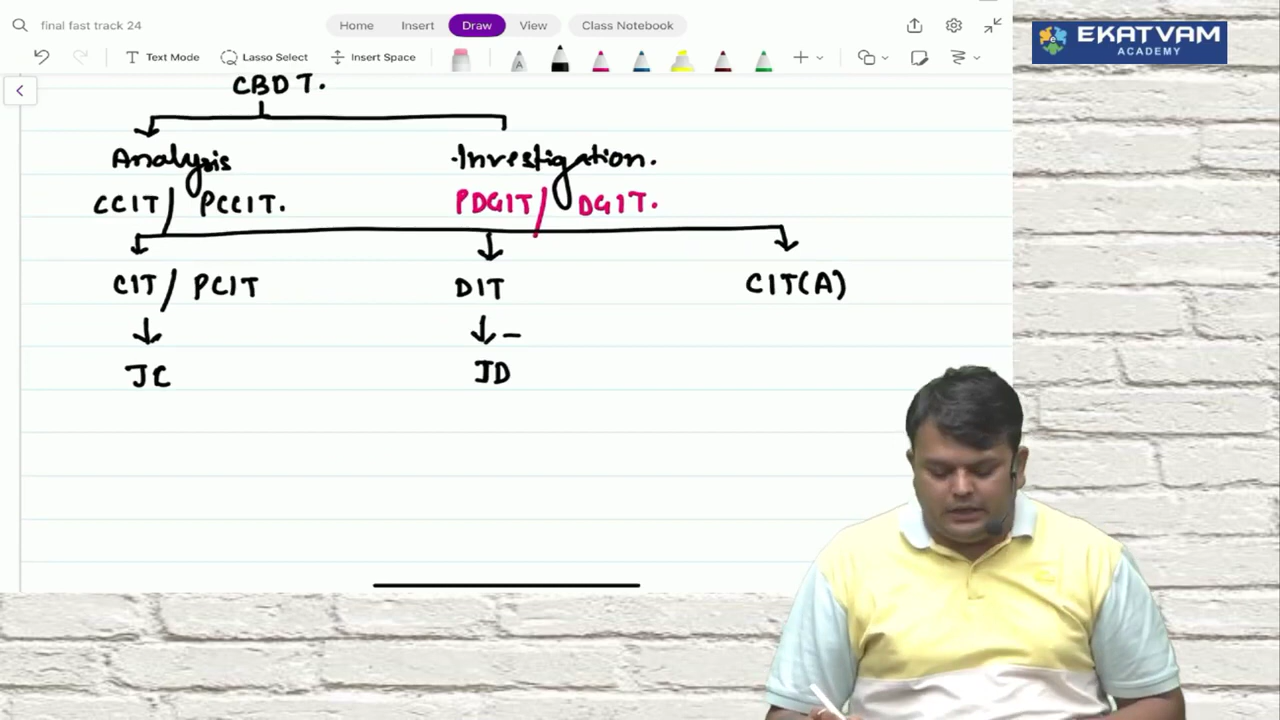 final fast track 24
Home Insert Draw View Class Notebook
EKATVAM
ACADEMY
Text Mode Lasso Select Insert Space
CBDT.
Analysis Investigation.
CCIT/ PCCIT. PDGIT/ DGIT.
CIT/ PCIT DIT CIT(A)
JC JD